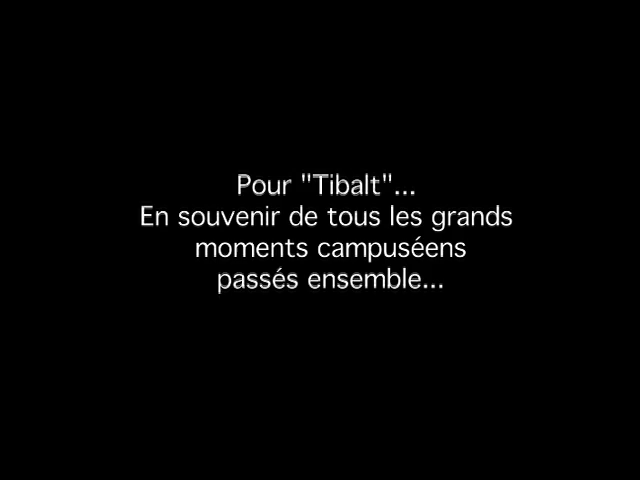 Pour "Tibalt"...
En souvenir de tous les grands
moments campuséens
passés ensemble...